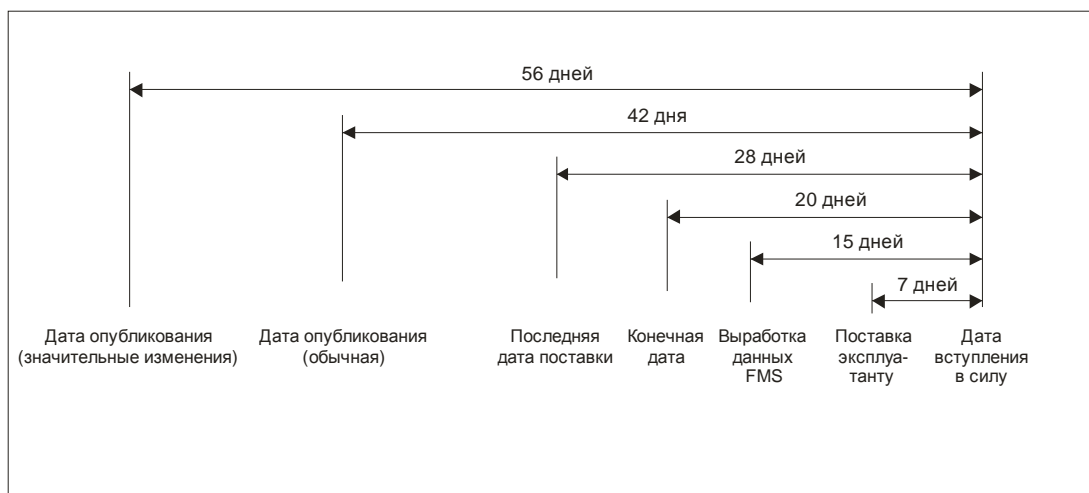 56 дней
42 дня
28 дней
20 дней
15 дней
7 дней
Дата опубликования
(значительные изменения)
Дата опубликования
(обычная)
Последняя
дата поставки
Конечная
дата
Выработка
данных
FMS
Поставка
эксплуа-
танту
Дата
вступления
в силу